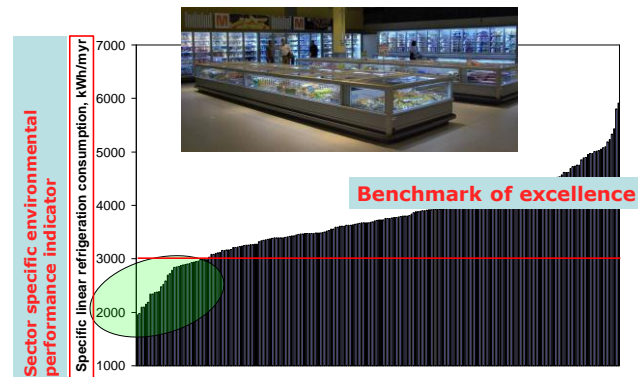 Sector specific environmental
performance indicator
Specific linear refrigeration consumption, kWh/myr
7000
6000
5000
4000
3000
2000
1000
M
M
Benchmark of excellence